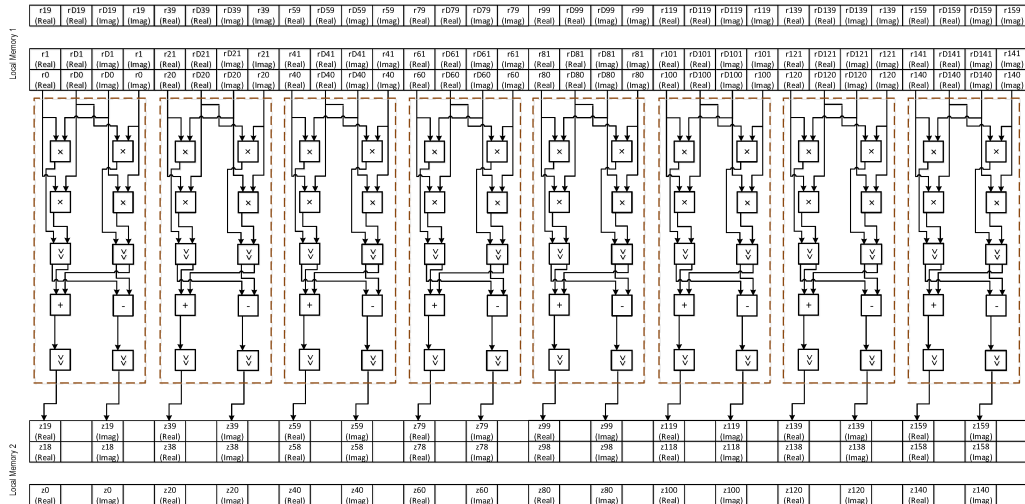 Local Memory 1
r19 rD19 rD19 r19 r39 rD39 rD39 r39 r59 rD59 rD59 r59 r79 rD79 rD79 r79 r99 rD99 rD99 r99 r119 rD119 rD119 r119 r139 rD139 rD139 r139 r159 rD159 rD159 r159
(Real) (Real) (Imag) (Imag) (Real) (Real) (Imag) (Imag) (Real) (Real) (Imag) (Imag) (Real) (Real) (Imag) (Imag) (Real) (Real) (Imag) (Imag) (Real) (Real) (Imag) (Imag) (Real) (Real) (Imag) (Imag) (Real) (Real) (Imag) (Imag)
r1 rD1 rD1 r1 r21 rD21 rD21 r21 r41 rD41 rD41 r41 r61 rD61 rD61 r61 r81 rD81 rD81 r81 r101 rD101 rD101 r101 r121 rD121 rD121 r121 r141 rD141 rD141 r141
(Real) (Real) (Imag) (Imag) (Real) (Real) (Imag) (Imag) (Real) (Real) (Imag) (Imag) (Real) (Real) (Imag) (Imag) (Real) (Real) (Imag) (Imag) (Real) (Real) (Imag) (Imag) (Real) (Real) (Imag) (Imag) (Real) (Real) (Imag) (Imag)
r0 rD0 rD0 r0 r20 rD20 rD20 r20 r40 rD40 rD40 r40 r60 rD60 rD60 r60 r80 rD80 rD80 r80 r100 rD100 rD100 r100 r120 rD120 rD120 r120 r140 rD140 rD140 r140
(Real) (Real) (Imag) (Imag) (Real) (Real) (Imag) (Imag) (Real) (Real) (Imag) (Imag) (Real) (Real) (Imag) (Imag) (Real) (Real) (Imag) (Imag) (Real) (Real) (Imag) (Imag) (Real) (Real) (Imag) (Imag) (Real) (Real) (Imag) (Imag)
× × × × × × × × × × × × × × × ×
× × × × × × × × × × × × × × × ×
>> >> >> >> >> >> >> >> >> >> >> >> >> >> >> >>
+ - + - + - + - + - + - + - + -
>> >> >> >> >> >> >> >> >> >> >> >> >> >> >> >>
Local Memory 2
z19 z19 z39 z39 z59 z59 z79 z79 z99 z99 z119 z119 z139 z139 z159 z159
(Real) (Imag) (Real) (Imag) (Real) (Imag) (Real) (Imag) (Real) (Imag) (Real) (Imag) (Real) (Imag) (Real) (Imag)
z18 z18 z38 z38 z58 z58 z78 z78 z98 z98 z118 z118 z138 z138 z158 z158
(Real) (Imag) (Real) (Imag) (Real) (Imag) (Real) (Imag) (Real) (Imag) (Real) (Imag) (Real) (Imag) (Real) (Imag)
z0 z0 z20 z20 z40 z40 z60 z60 z80 z80 z100 z100 z120 z120 z140 z140
(Real) (Imag) (Real) (Imag) (Real) (Imag) (Real) (Imag) (Real) (Imag) (Real) (Imag) (Real) (Imag) (Real) (Imag)